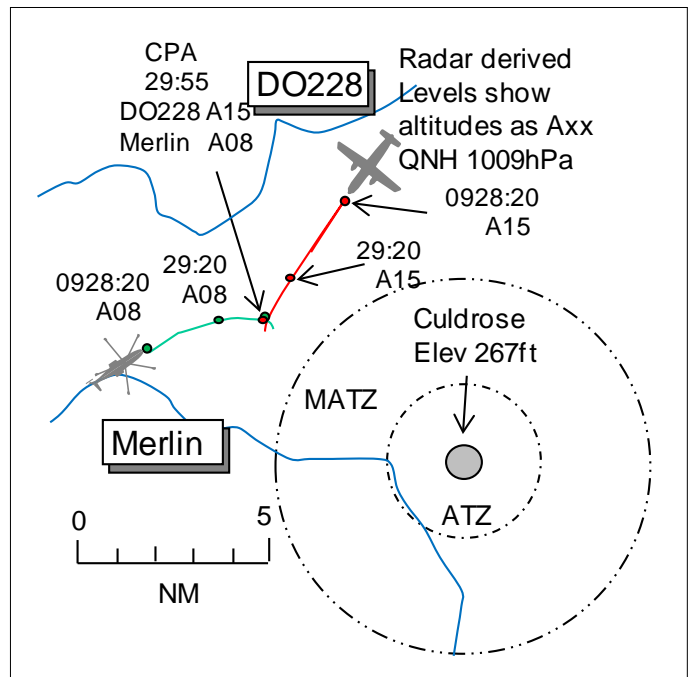 CPA
29:55
DO228 A15
Merlin A08
DO228
Radar derived
Levels show
altitudes as Axx
QNH 1009hPa
0928:20
A15
29:20
A15
29:20
A08
0928:20
A08
Culdrose
Elev 267ft
MATZ
Merlin
ATZ
0 5
NM